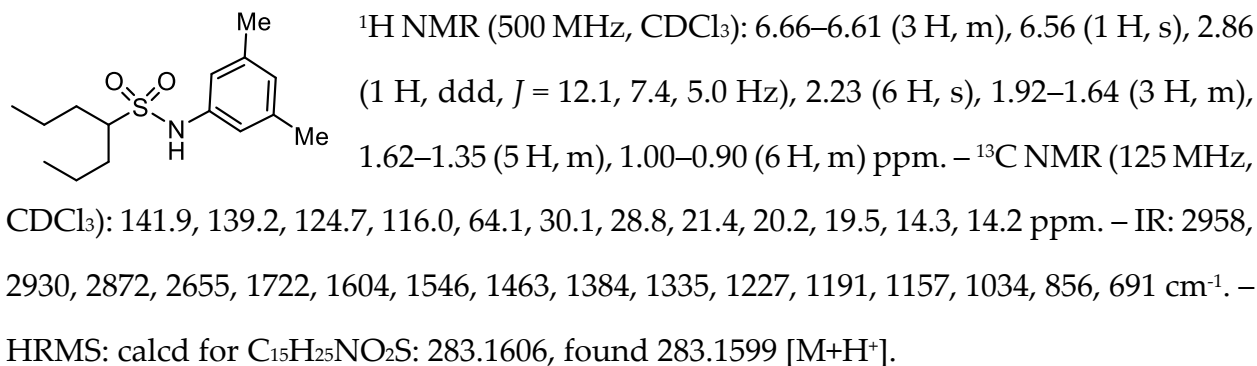 Me
O O
S
N
H
Me
¹H NMR (500 MHz, CDCl₃): 6.66–6.61 (3 H, m), 6.56 (1 H, s), 2.86
(1 H, ddd, J = 12.1, 7.4, 5.0 Hz), 2.23 (6 H, s), 1.92–1.64 (3 H, m),
1.62–1.35 (5 H, m), 1.00–0.90 (6 H, m) ppm. – ¹³C NMR (125 MHz,
CDCl₃): 141.9, 139.2, 124.7, 116.0, 64.1, 30.1, 28.8, 21.4, 20.2, 19.5, 14.3, 14.2 ppm. – IR: 2958,
2930, 2872, 2655, 1722, 1604, 1546, 1463, 1384, 1335, 1227, 1191, 1157, 1034, 856, 691 cm⁻¹. –
HRMS: calcd for C₁₅H₂₅NO₂S: 283.1606, found 283.1599 [M+H⁺].